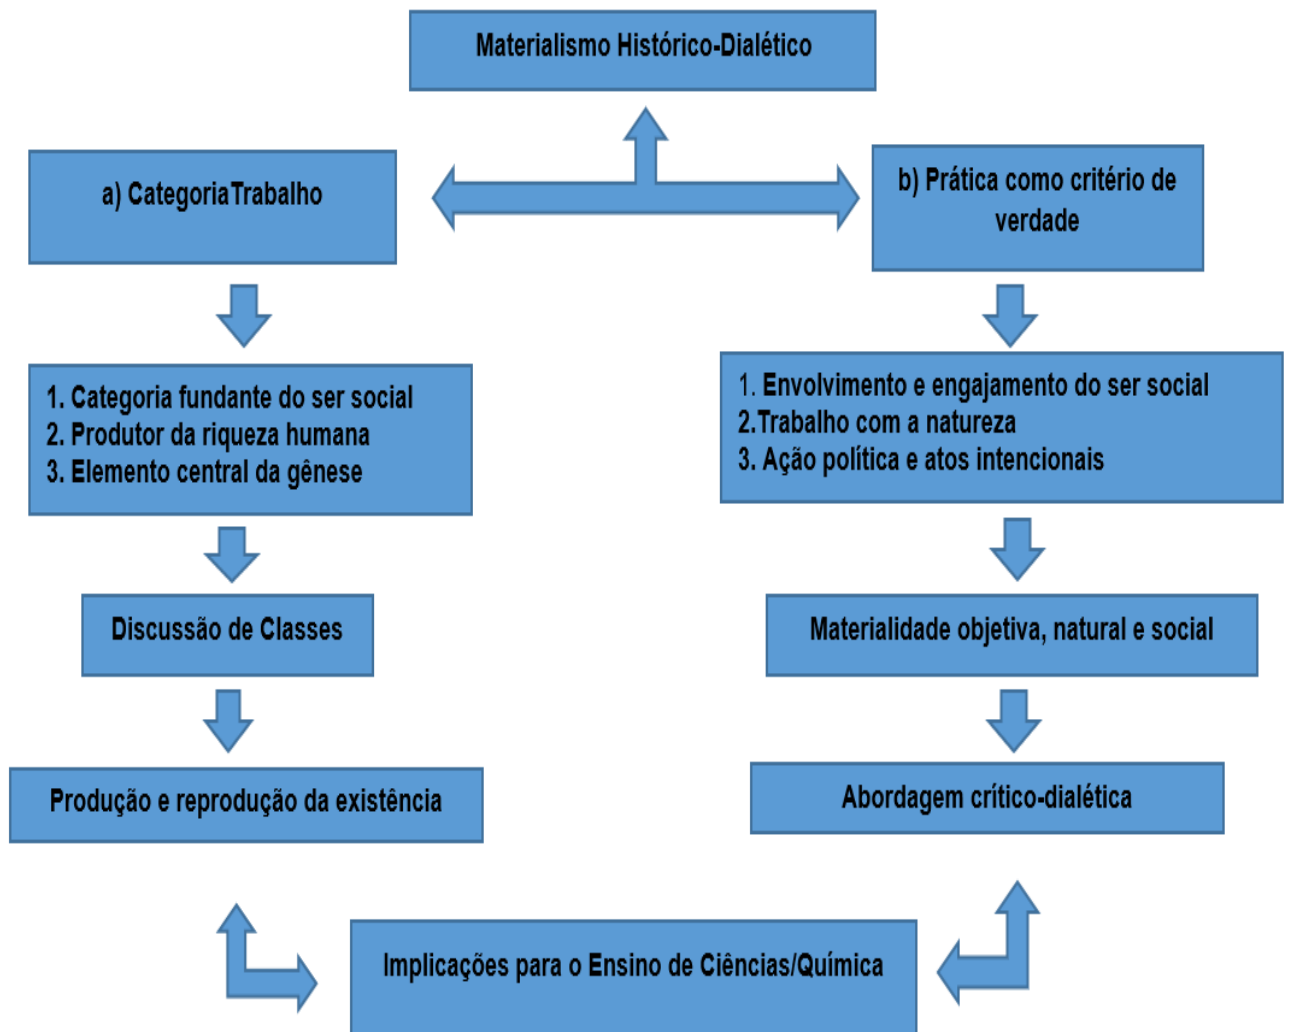 Materialismo Histórico-Dialético
a) CategoriaTrabalho
b) Prática como critério de
verdade
1. Categoria fundante do ser social
2. Produtor da riqueza humana
3. Elemento central da gênese
1. Envolvimento e engajamento do ser social
2.Trabalho com a natureza
3. Ação política e atos intencionais
Discussão de Classes
Materialidade objetiva, natural e social
Produção e reprodução da existência
Abordagem crítico-dialética
Implicações para o Ensino de Ciências/Química